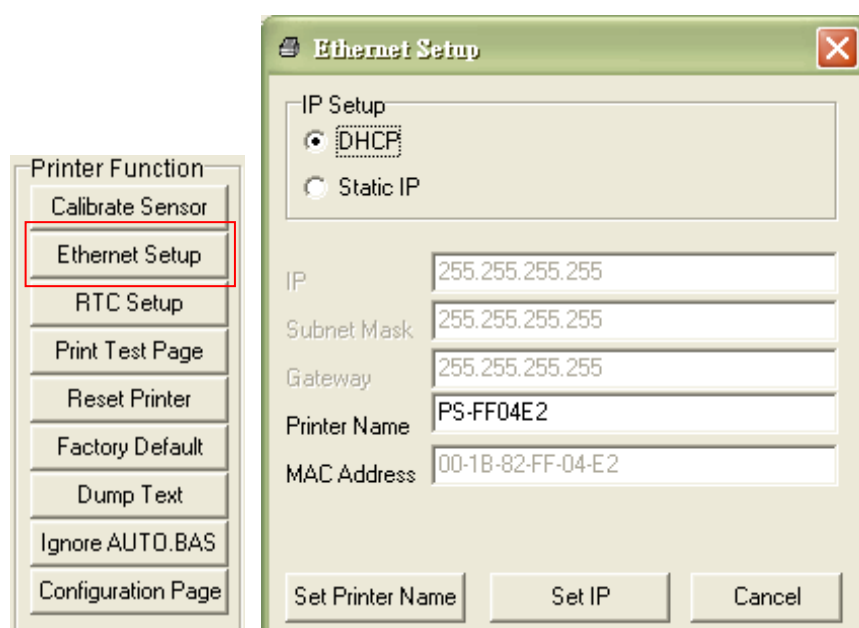 Printer Function
Calibrate Sensor
Ethernet Setup
RTC Setup
Print Test Page
Reset Printer
Factory Default
Dump Text
Ignore AUTO.BAS
Configuration Page
Ethernet Setup
IP Setup
DHCP
Static IP
IP 255.255.255.255
Subnet Mask 255.255.255.255
Gateway 255.255.255.255
Printer Name PS-FF04E2
MAC Address 00-1B-82-FF-04-E2
Set Printer Name Set IP Cancel